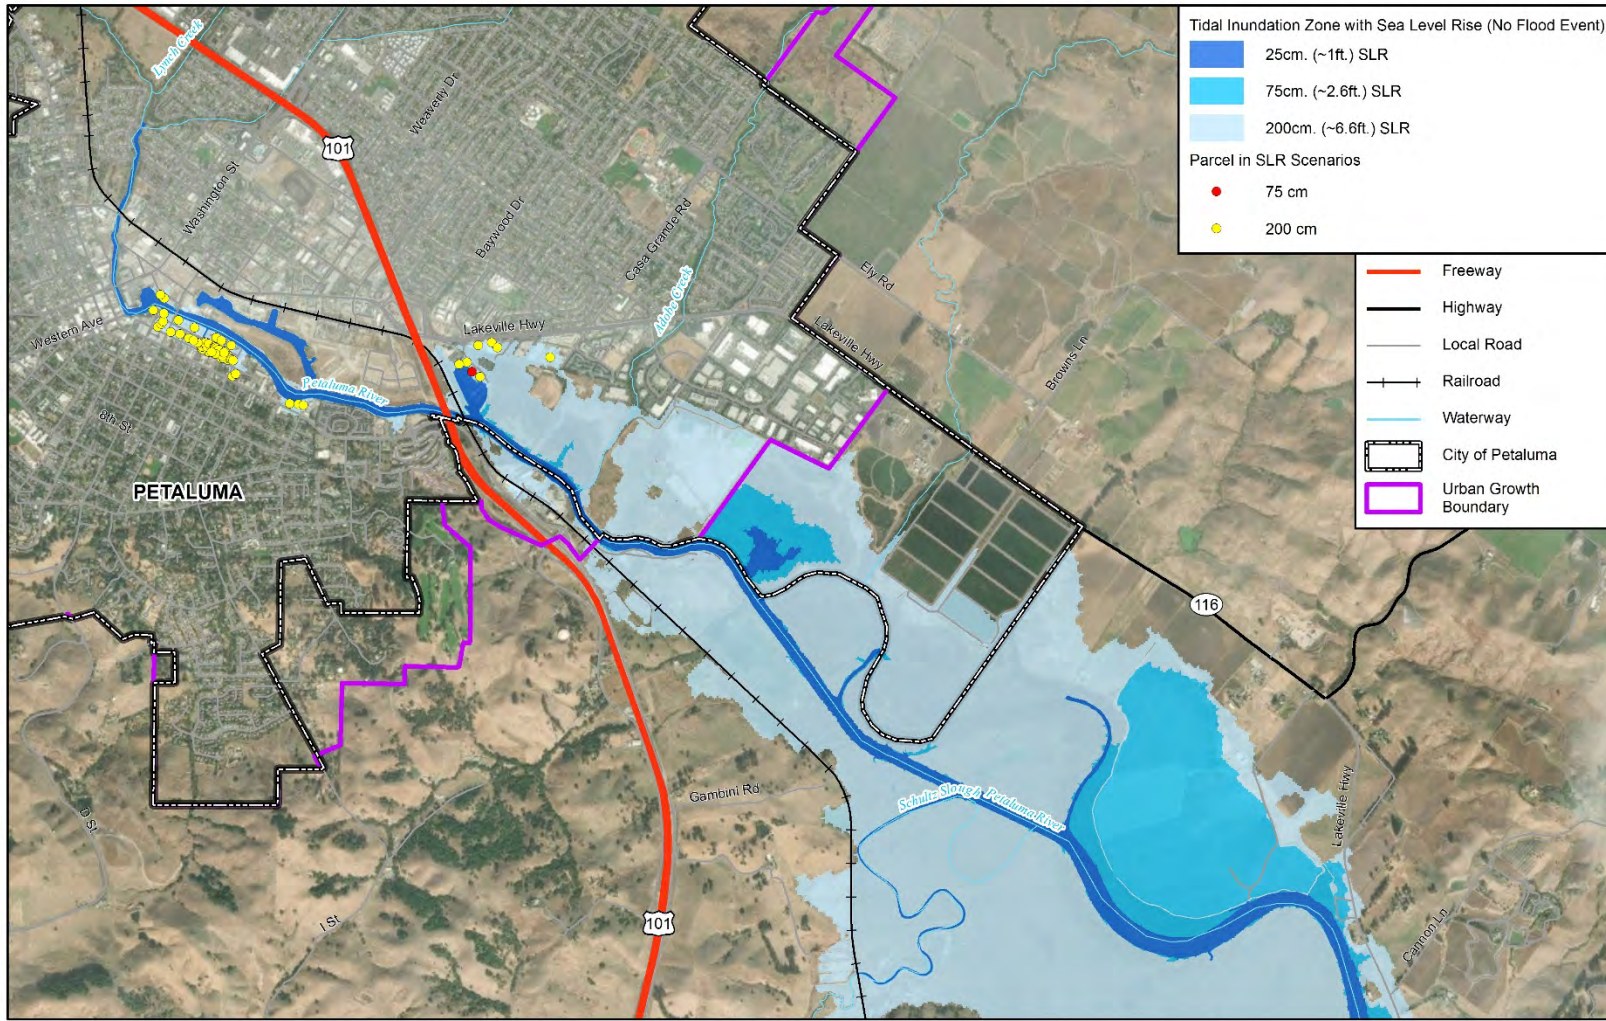 Tidal Inundation Zone with Sea Level Rise (No Flood Event)
25cm. (~1ft.) SLR
75cm. (~2.6ft.) SLR
200cm. (~6.6ft.) SLR
Parcel in SLR Scenarios
75 cm
200 cm
Freeway
Highway
Local Road
Railroad
Waterway
City of Petaluma
Urban Growth
Boundary
Lynch Creek
101
Weaverly Dr
Washington St
Baywood Dr
Casa Grande Rd
Adobe Creek
Ely Rd
Lakeville Hwy
Lakeville Hwy
Browns Ln
Western Ave
Petaluma River
8th St
PETALUMA
116
D St
I St
Gambini Rd
Schultz Slough
Petaluma River
Lakeville Hwy
101
Cannon Ln